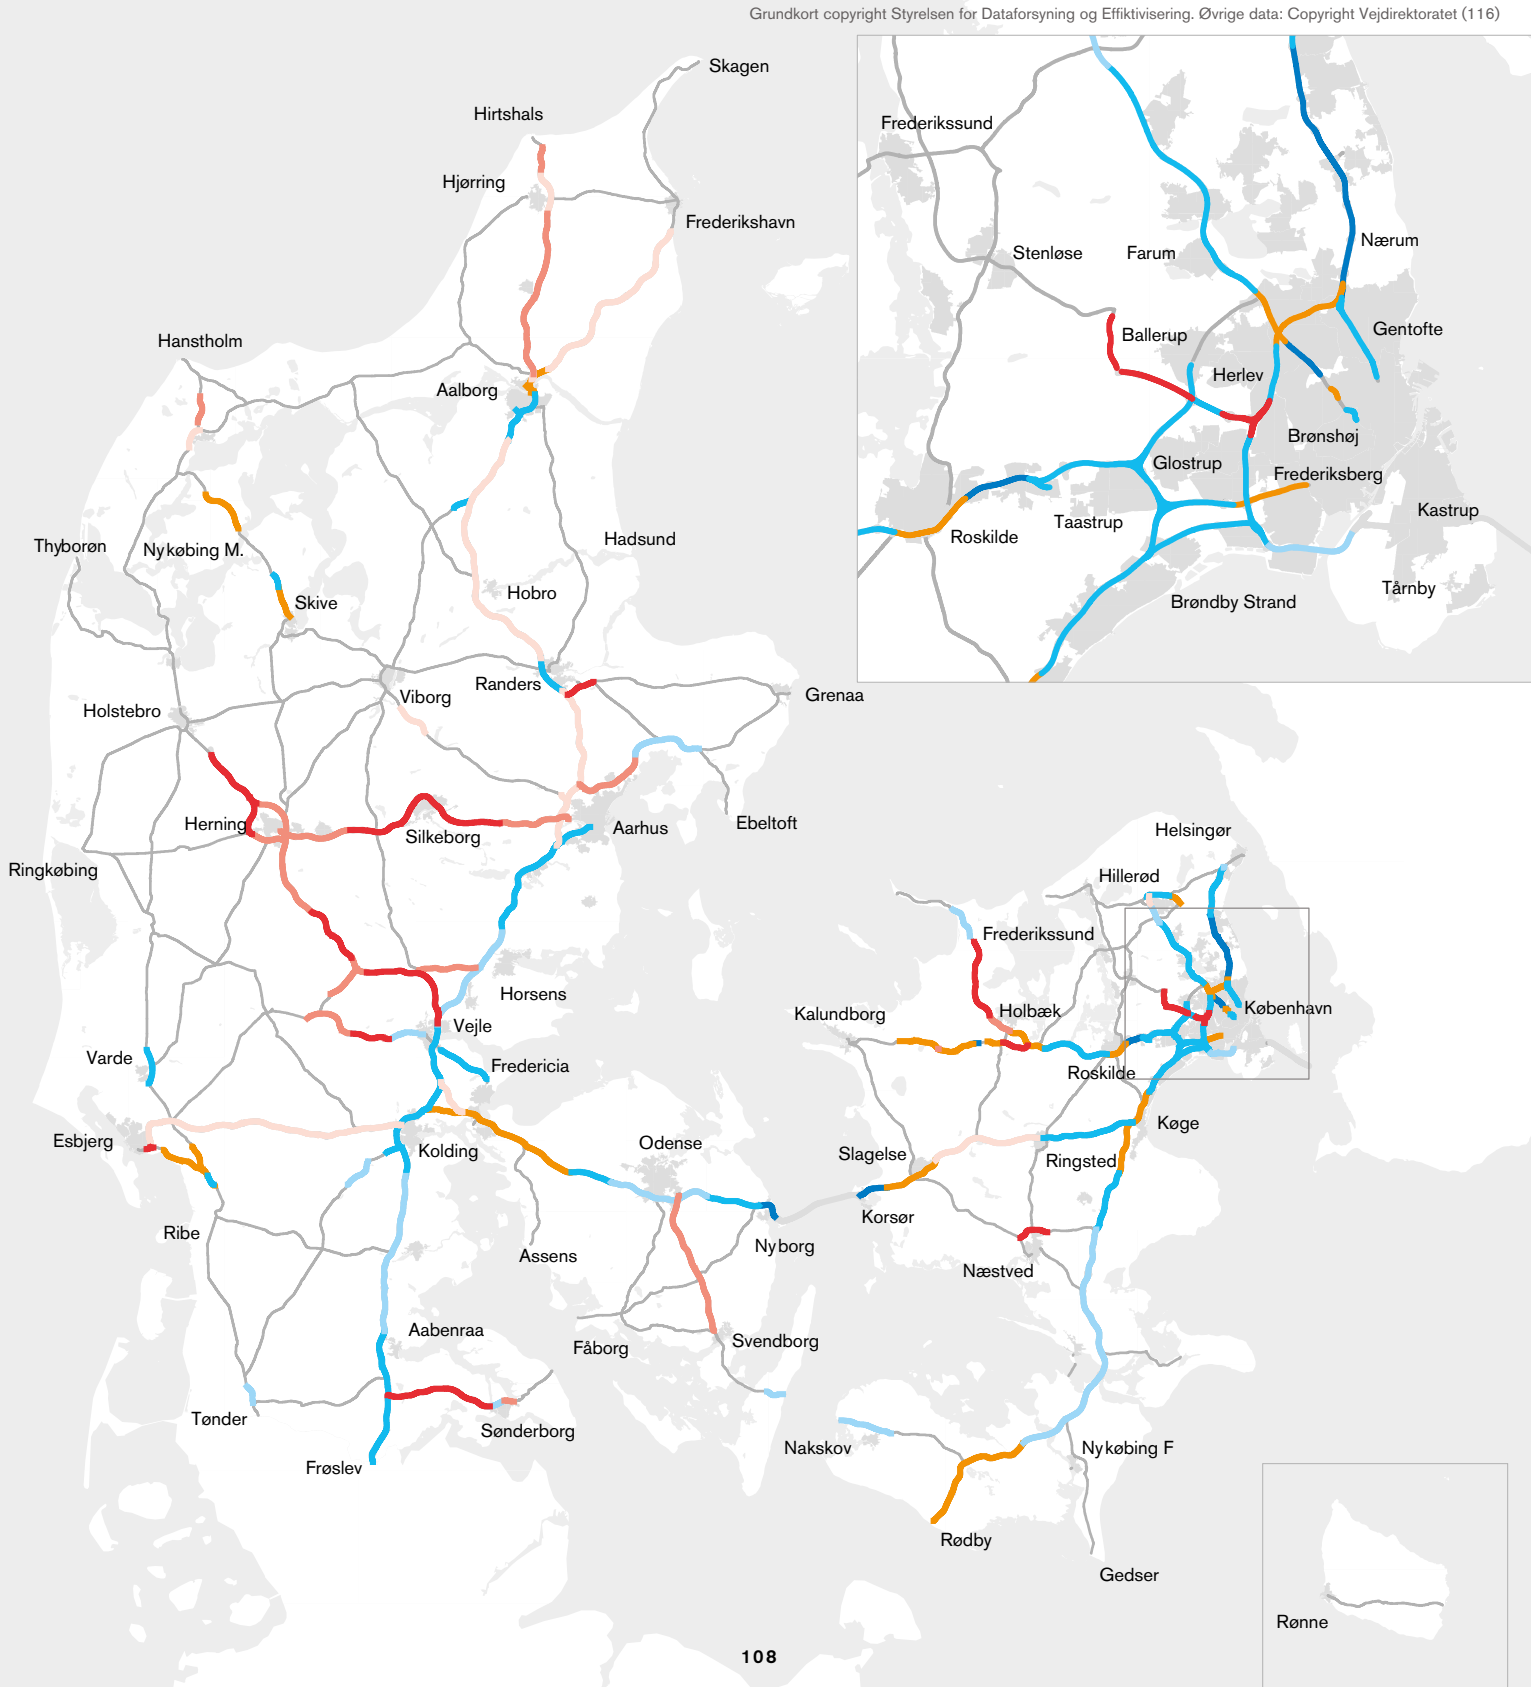 Grundkort copyright Styrelsen for Dataforsyning og Effiktivisering. Øvrige data: Copyright Vejdirektoratet (116)
Skagen
Hirtshals
Hjørring
Frederikshavn
Hanstholm
Aalborg
Thyborøn
Nykøbing M.
Hadsund
Hobro
Skive
Randers
Viborg
Grenaa
Holstebro
Herning
Silkeborg
Aarhus
Ebeltoft
Ringkøbing
Horsens
Vejle
Varde
Fredericia
Esbjerg
Kolding
Odense
Ribe
Assens
Nyborg
Aabenraa
Fåborg
Svendborg
Tønder
Sønderborg
Frøslev
Frederikssund
Stenløse
Farum
Nærum
Ballerup
Gentofte
Herlev
Brønshøj
Glostrup
Frederiksberg
Kastrup
Taastrup
Roskilde
Tårnby
Brøndby Strand
Helsingør
Hillerød
Frederikssund
Kalundborg
Holbæk
København
Roskilde
Køge
Slagelse
Ringsted
Korsør
Næstved
Nakskov
Nykøbing F
Rødby
Gedser
Rønne
108